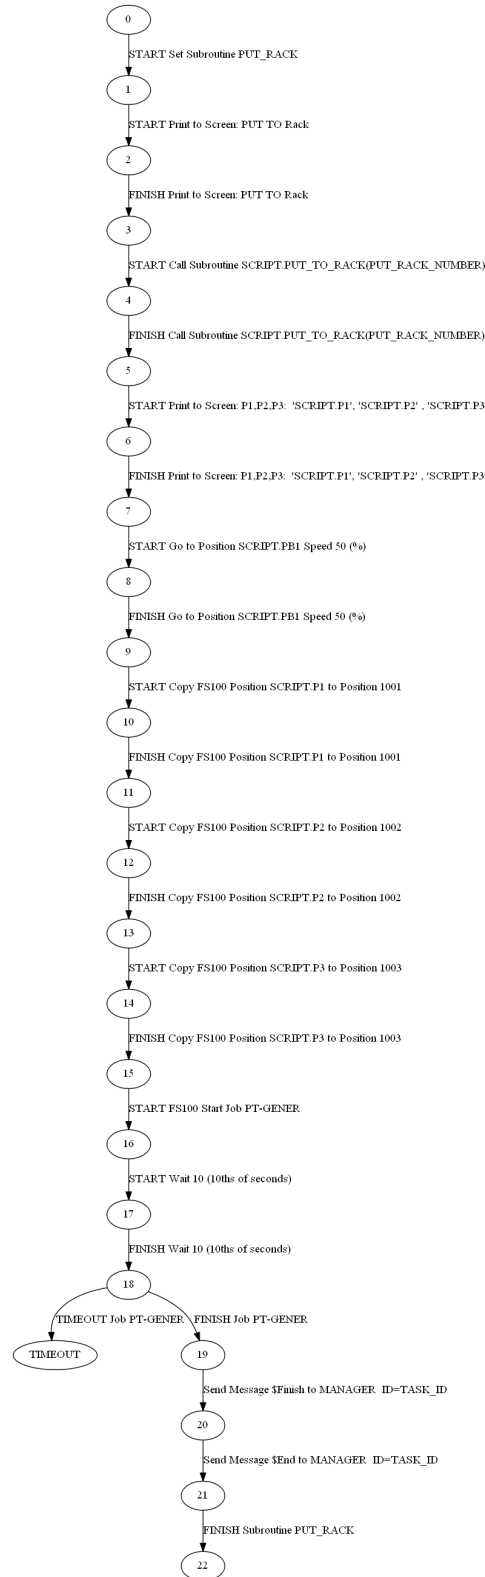 0
START Set Subroutine PUT_RACK
1
START Print to Screen: PUT TO Rack
2
FINISH Print to Screen: PUT TO Rack
3
START Call Subroutine SCRIPT.PUT_TO_RACK(PUT_RACK_NUMBER)
4
FINISH Call Subroutine SCRIPT.PUT_TO_RACK(PUT_RACK_NUMBER)
5
START Print to Screen: P1,P2,P3: 'SCRIPT.P1', 'SCRIPT.P2' , 'SCRIPT.P3
6
FINISH Print to Screen: P1,P2,P3: 'SCRIPT.P1', 'SCRIPT.P2' , 'SCRIPT.P3
7
START Go to Position SCRIPT.PB1 Speed 50 (%)
8
FINISH Go to Position SCRIPT.PB1 Speed 50 (%)
9
START Copy FS100 Position SCRIPT.P1 to Position 1001
10
FINISH Copy FS100 Position SCRIPT.P1 to Position 1001
11
START Copy FS100 Position SCRIPT.P2 to Position 1002
12
FINISH Copy FS100 Position SCRIPT.P2 to Position 1002
13
START Copy FS100 Position SCRIPT.P3 to Position 1003
14
FINISH Copy FS100 Position SCRIPT.P3 to Position 1003
15
START FS100 Start Job PT-GENER
16
START Wait 10 (10ths of seconds)
17
FINISH Wait 10 (10ths of seconds)
18
TIMEOUT Job PT-GENER
FINISH Job PT-GENER
TIMEOUT
19
Send Message $Finish to MANAGER ID=TASK_ID
20
Send Message $End to MANAGER ID=TASK_ID
21
FINISH Subroutine PUT_RACK
22